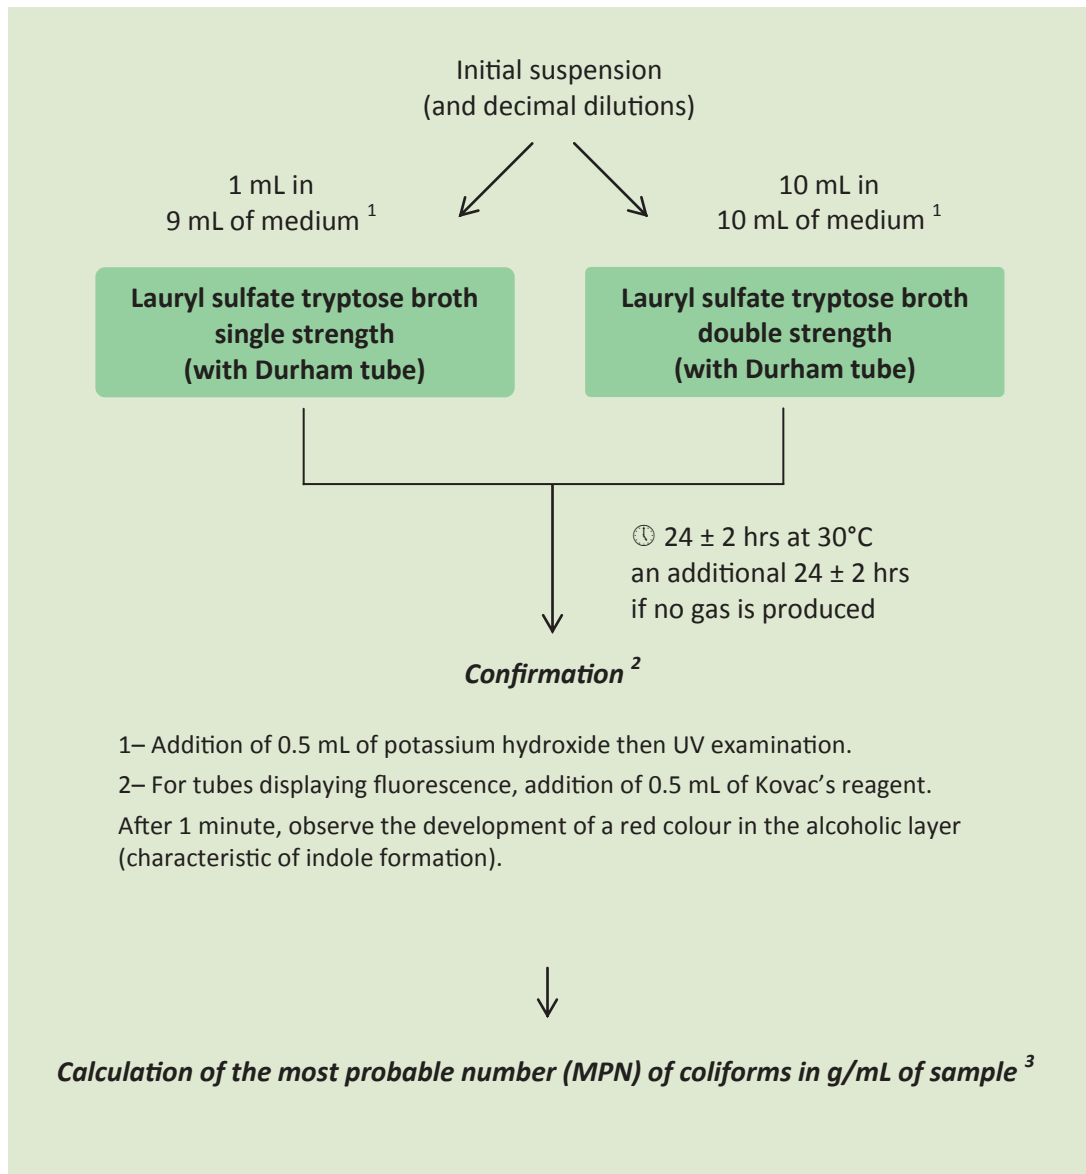 Initial suspension
(and decimal dilutions)
1 mL in
9 mL of medium ¹
10 mL in
10 mL of medium ¹
Lauryl sulfate tryptose broth
single strength
(with Durham tube)
Lauryl sulfate tryptose broth
double strength
(with Durham tube)
🕔 24 ± 2 hrs at 30°C
an additional 24 ± 2 hrs
if no gas is produced
Confirmation ²
1– Addition of 0.5 mL of potassium hydroxide then UV examination.
2– For tubes displaying fluorescence, addition of 0.5 mL of Kovac’s reagent.
After 1 minute, observe the development of a red colour in the alcoholic layer
(characteristic of indole formation).
Calculation of the most probable number (MPN) of coliforms in g/mL of sample ³